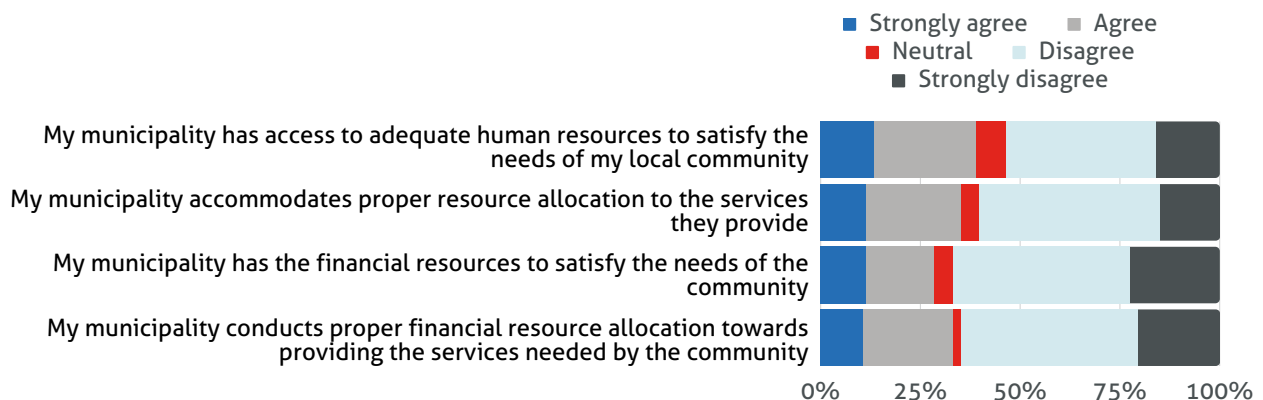 Strongly agree Agree
Neutral Disagree
Strongly disagree
My municipality has access to adequate human resources to satisfy the
needs of my local community
My municipality accommodates proper resource allocation to the services
they provide
My municipality has the financial resources to satisfy the needs of the
community
My municipality conducts proper financial resource allocation towards
providing the services needed by the community
0% 25% 50% 75% 100%